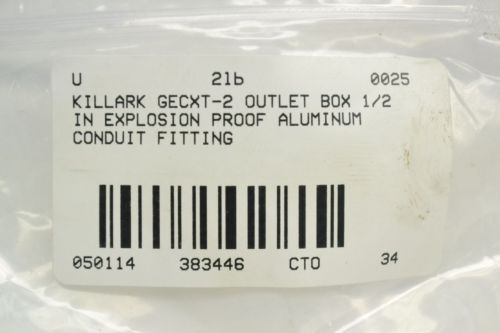 U 21b 0025
KILLARK GECXT-2 OUTLET BOX 1/2
IN EXPLOSION PROOF ALUMINUM
CONDUIT FITTING
050114 383446 CTO 34